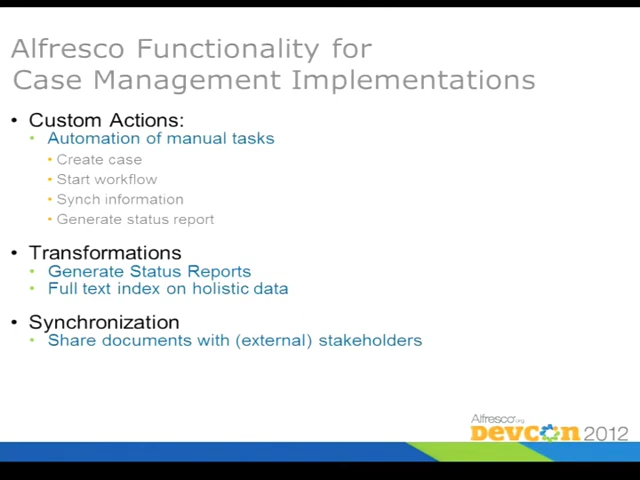 Alfresco Functionality for
Case Management Implementations
• Custom Actions:
• Automation of manual tasks
• Create case
• Start workflow
• Synch information
• Generate status report
• Transformations
• Generate Status Reports
• Full text index on holistic data
• Synchronization
• Share documents with (external) stakeholders
Alfresco.org
DevCon 2012